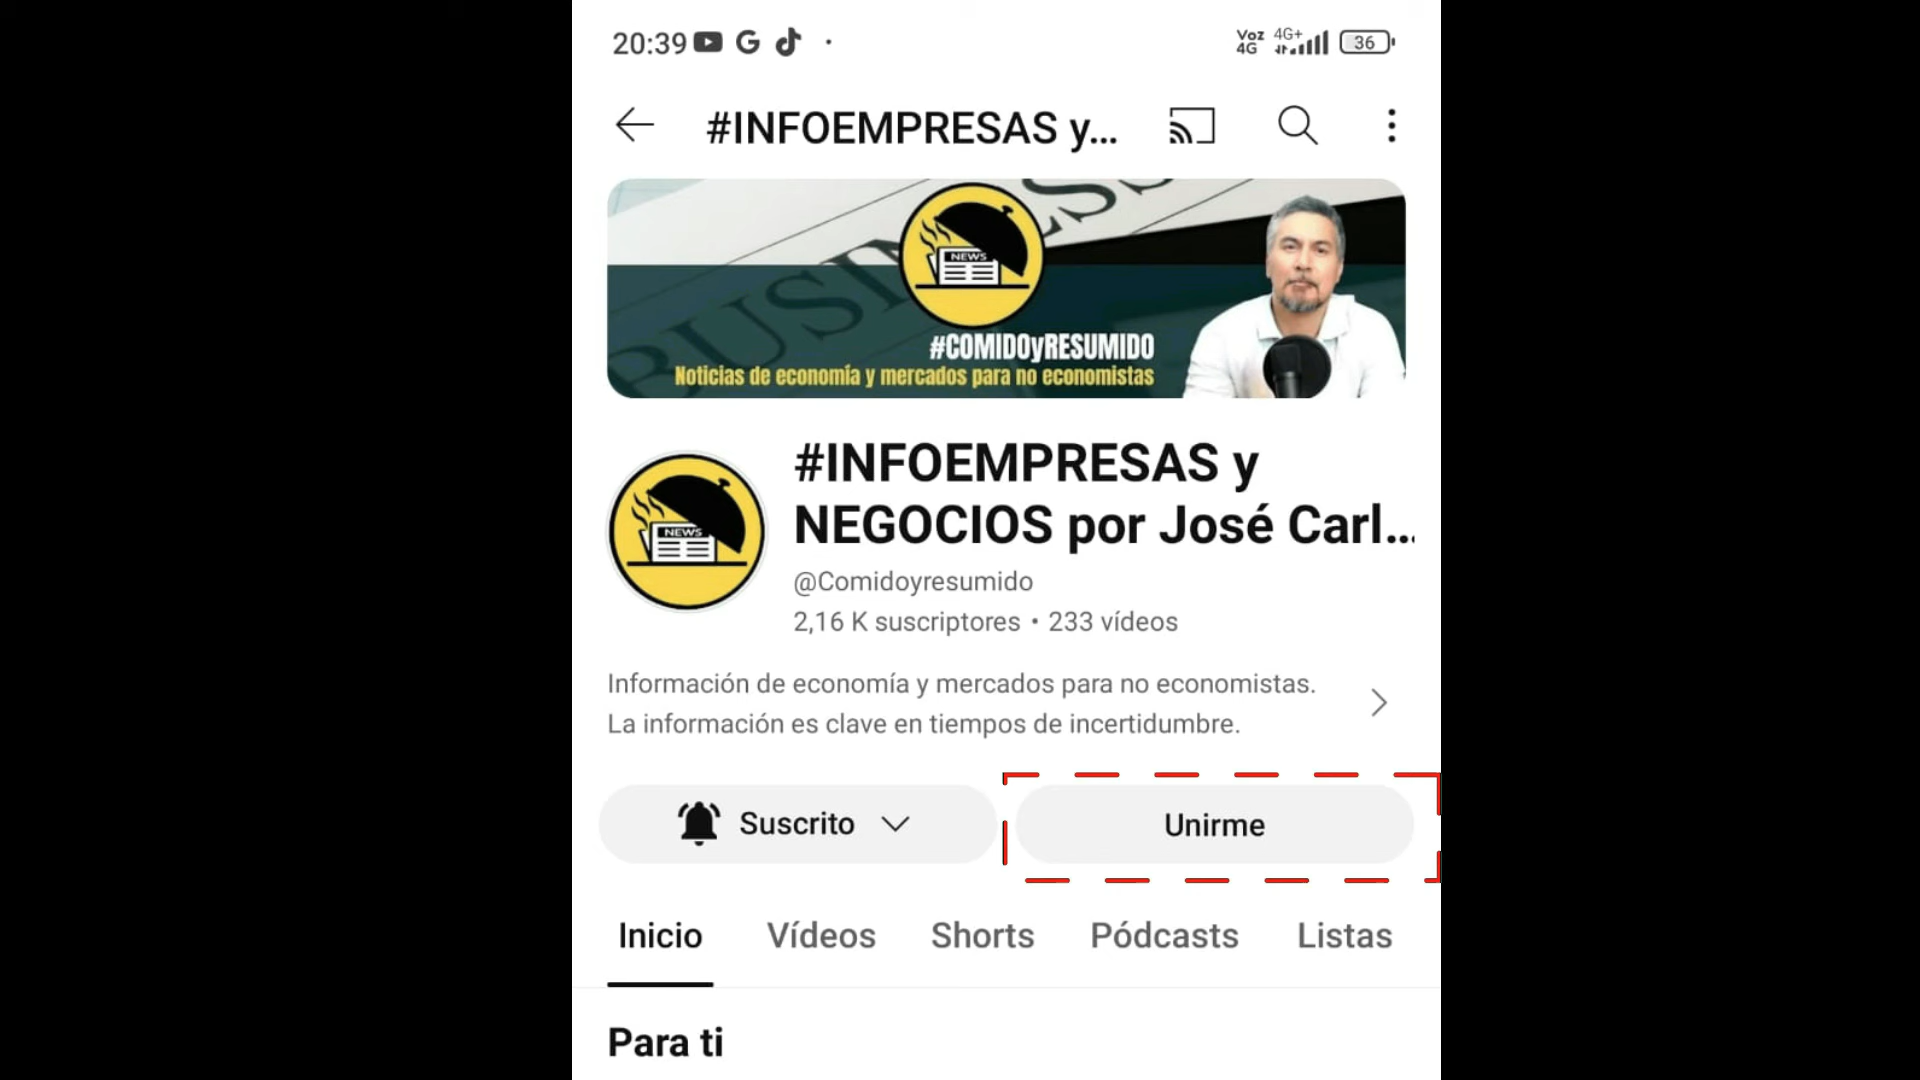 20:39
Voz 4G 4G+ 36
#INFOEMPRESAS y...
BUSINESS
NEWS
#COMIDOyRESUMIDO
Noticias de economía y mercados para no economistas
#INFOEMPRESAS y
NEGOCIOS por José Carl...
NEWS
@Comidoyresumido
2,16 K suscriptores • 233 vídeos
Información de economía y mercados para no economistas.
La información es clave en tiempos de incertidumbre.
Suscrito
Unirme
Inicio Vídeos Shorts Pódcasts Listas
Para ti